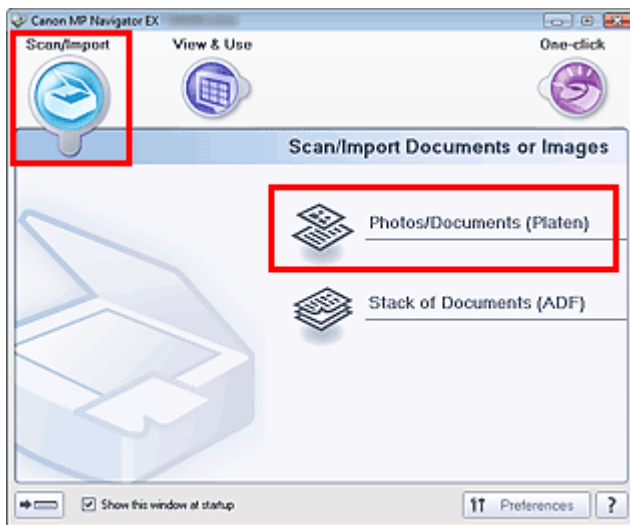 Canon MP Navigator EX
Scan/Import
View & Use
One-click
Scan/Import Documents or Images
Photos/Documents (Platen)
Stack of Documents (ADF)
Show this window at startup
Preferences
?